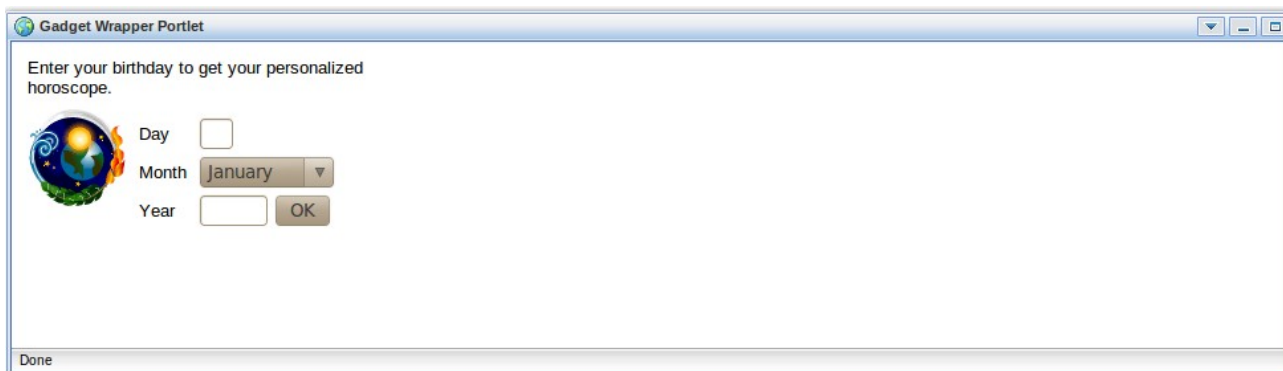 Gadget Wrapper Portlet
Enter your birthday to get your personalized
horoscope.
Day
Month January
Year OK
Done